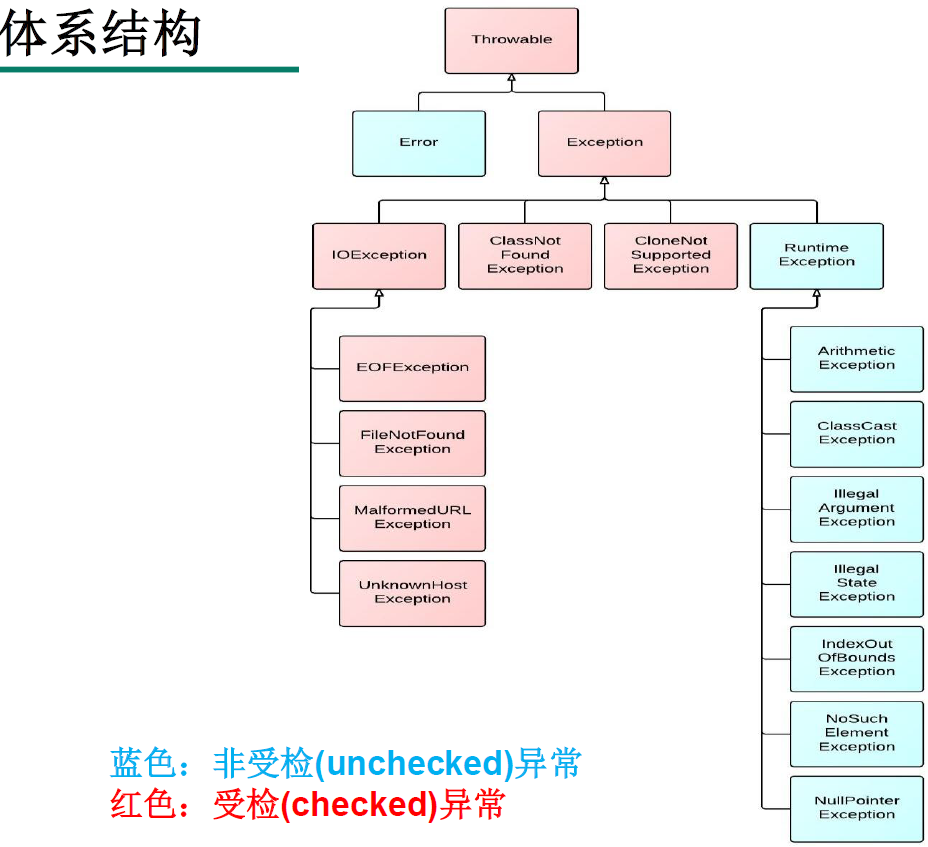 体系结构
Throwable
Error
Exception
IOException
ClassNot
Found
Exception
CloneNot
Supported
Exception
Runtime
Exception
EOFException
FileNotFound
Exception
MalformedURL
Exception
UnknownHost
Exception
Arithmetic
Exception
ClassCast
Exception
Illegal
Argument
Exception
Illegal
State
Exception
IndexOut
OfBounds
Exception
NoSuch
Element
Exception
NullPointer
Exception
蓝色：非受检(unchecked)异常
红色：受检(checked)异常